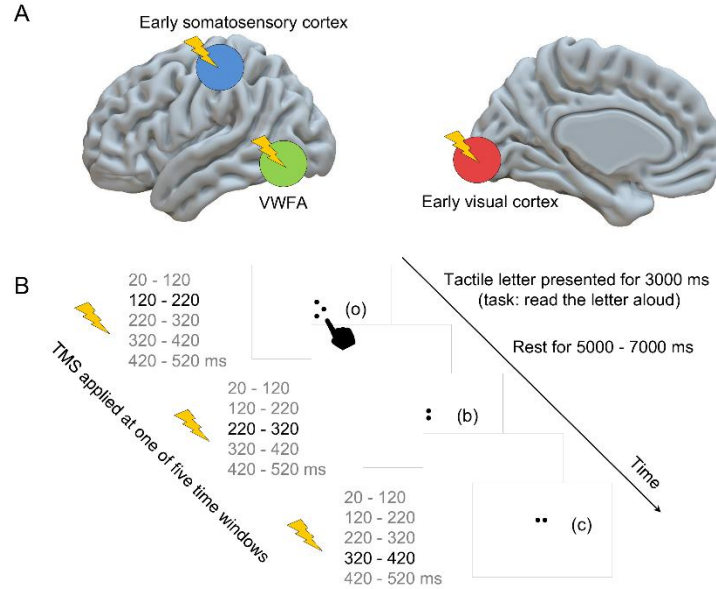 A
Early somatosensory cortex
VWFA
Early visual cortex
B
20 - 120
120 - 220
220 - 320
320 - 420
420 - 520 ms
(o)
Tactile letter presented for 3000 ms
(task: read the letter aloud)
Rest for 5000 - 7000 ms
TMS applied at one of five time windows
20 - 120
120 - 220
220 - 320
320 - 420
420 - 520 ms
(b)
Time
20 - 120
120 - 220
220 - 320
320 - 420
420 - 520 ms
(c)